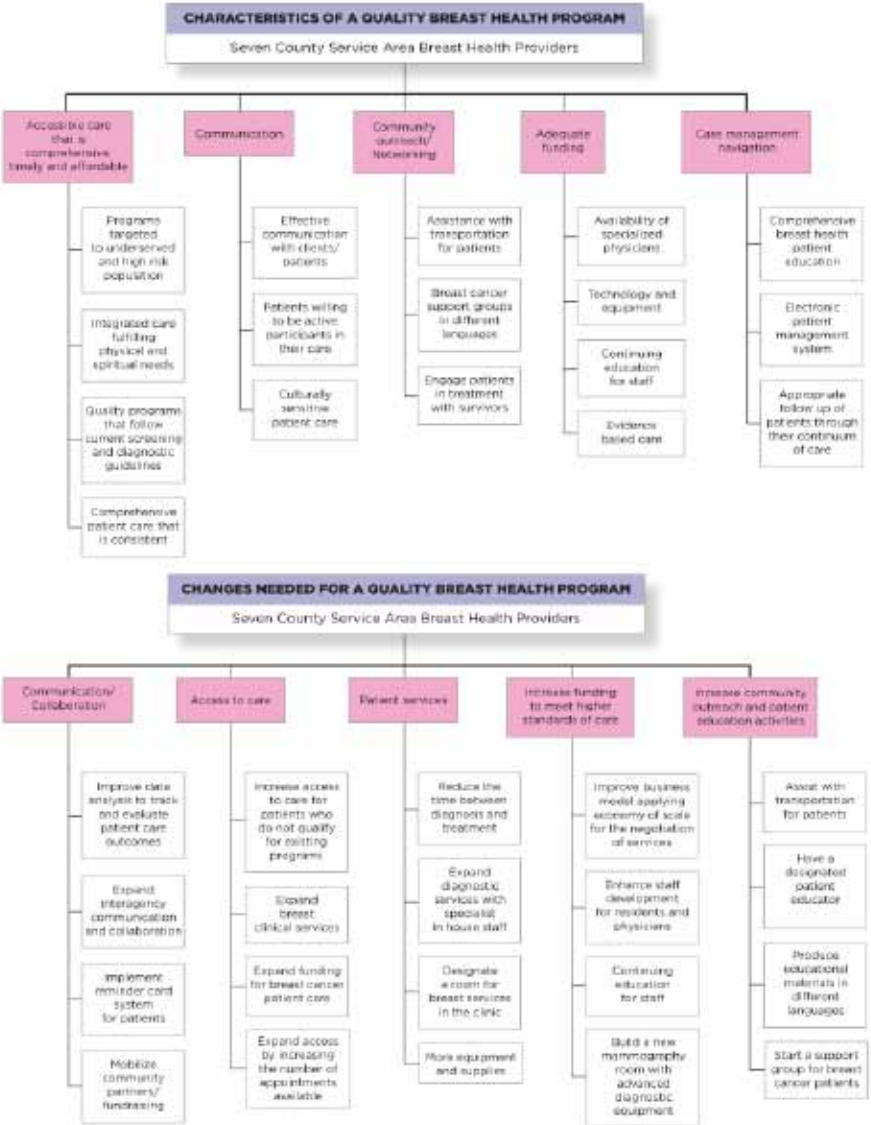 CHARACTERISTICS OF A QUALITY BREAST HEALTH PROGRAM
Seven County Service Area Breast Health Providers
Accessible care
that is
comprehensive
timely and affordable
Programs
targeted
to underserved
and high risk
population
Integrated care
fulfilling
physical and
spiritual needs
Quality programs
that follow
current screening
and diagnostic
guidelines
Comprehensive
patient care that
is consistent
Communication
Effective
communication
with clients/
patients
Patients willing
to be active
participants in
their care
Culturally
sensitive
patient care
Community
outreach/
Networking
Assistance with
transportation
for patients
Breast cancer
support groups
in different
languages
Engage patients
in treatment
with survivors
Adequate
funding
Availability of
specialized
physicians
Technology and
equipment
Continuing
education
for staff
Evidence
based care
Case management
navigation
Comprehensive
breast health
patient
education
Electronic
patient
management
system
Appropriate
follow up of
patients through
their continuum
of care
CHANGES NEEDED FOR A QUALITY BREAST HEALTH PROGRAM
Seven County Service Area Breast Health Providers
Communication/
Collaboration
Improve data
analysis to track
and evaluate
patient care
outcomes
Expand
interagency
communication
and collaboration
Implement
reminder card
system
for patients
Mobilize
community
partners/
fundraising
Access to care
Increase access
to care for
patients who
do not qualify
for existing
programs
Expand
breast
clinical services
Expand funding
for breast cancer
patient care
Expand access
by increasing
the number of
appointments
available
Patient services
Reduce the
time between
diagnosis and
treatment
Expand
diagnostic
services with
specialist
in house staff
Designate
a room for
breast services
in the clinic
More equipment
and supplies
Increase funding
to meet higher
standards of care
Improve business
model applying
economy of scale
for the negotiation
of services
Enhance staff
development
for residents and
physicians
Continuing
education
for staff
Build a new
mammography
room with
advanced
diagnostic
equipment
Increase community
outreach and patient
education activities
Assist with
transportation
for patients
Have a
designated
patient
educator
Produce
educational
materials in
different
languages
Start a support
group for breast
cancer patients